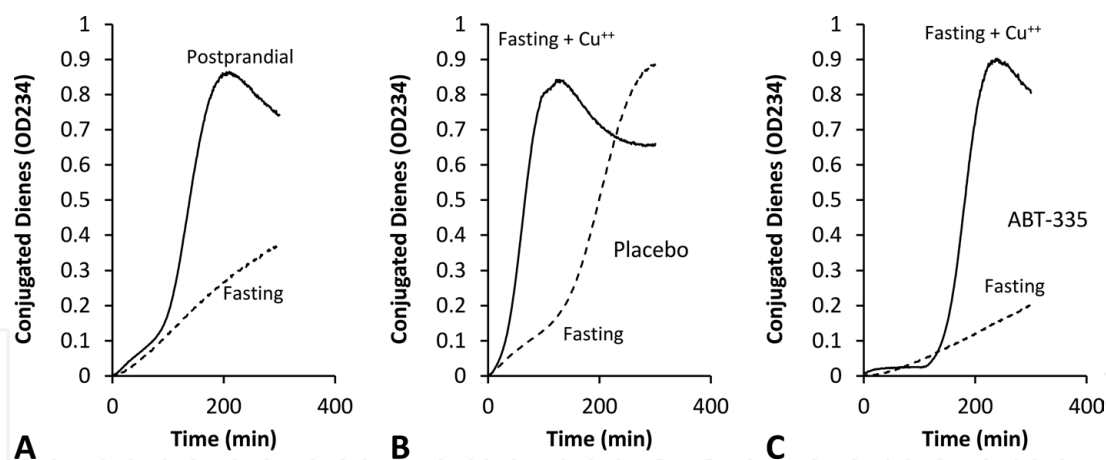 Conjugated Dienes (OD234)
1
0.9
0.8
0.7
0.6
0.5
0.4
0.3
0.2
0.1
0
Postprandial
Fasting
0 200 400
Time (min)
A
Conjugated Dienes (OD234)
1
0.9
0.8
0.7
0.6
0.5
0.4
0.3
0.2
0.1
0
Fasting + Cu⁺⁺
Placebo
Fasting
0 200 400
Time (min)
B
Conjugated Dienes (OD234)
1
0.9
0.8
0.7
0.6
0.5
0.4
0.3
0.2
0.1
0
Fasting + Cu⁺⁺
ABT-335
Fasting
0 200 400
Time (min)
C